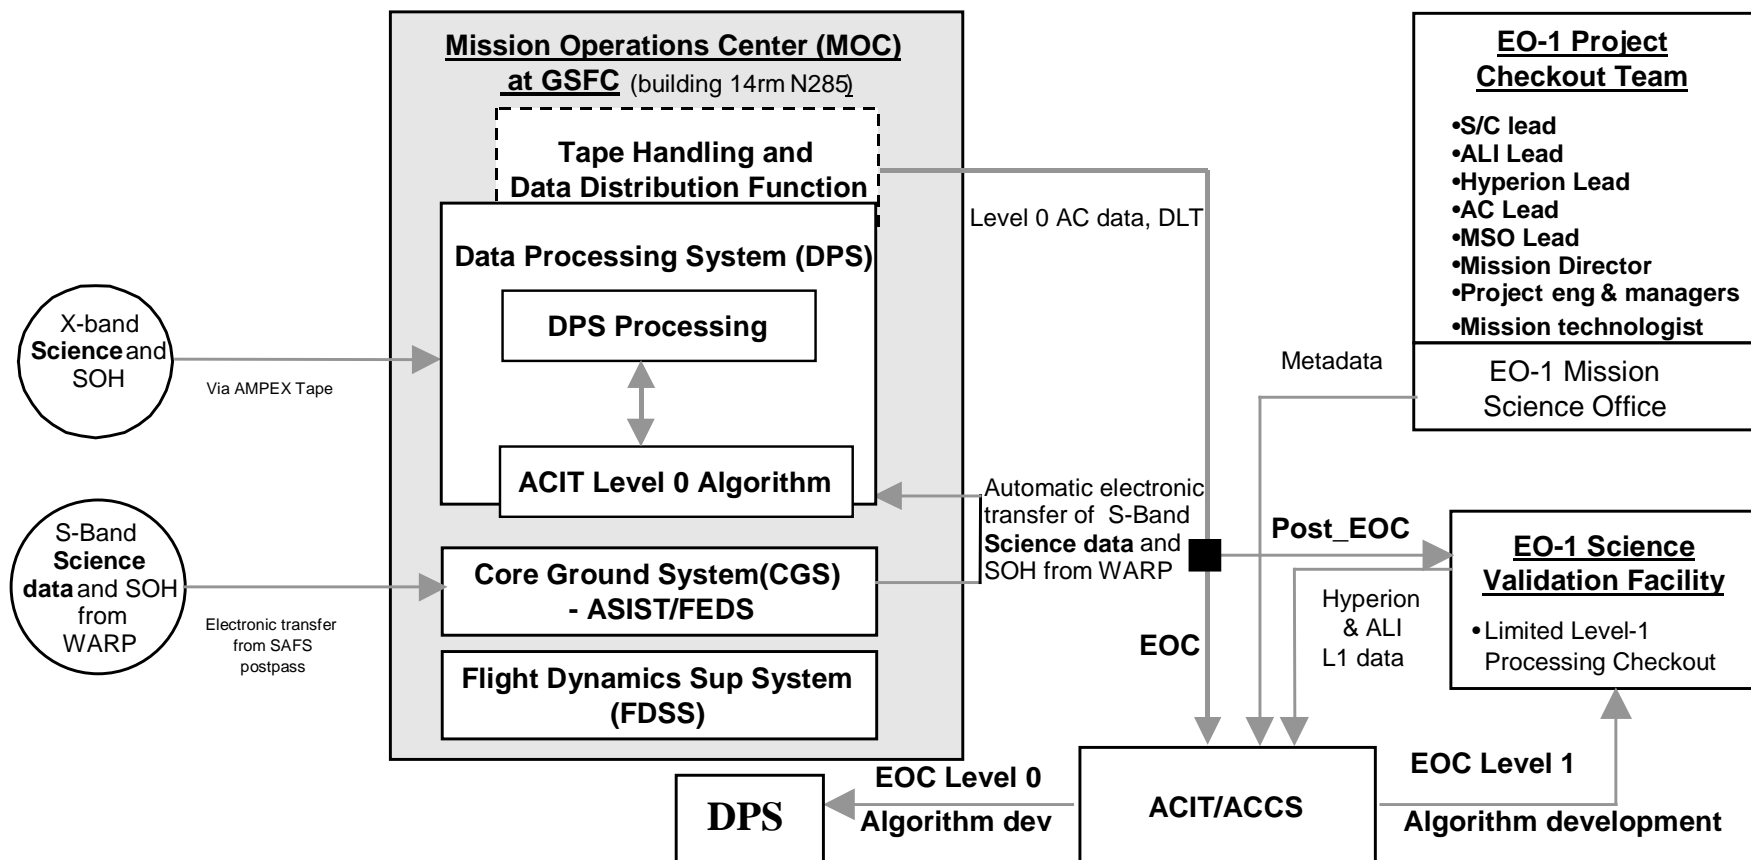 Mission Operations Center (MOC)
at GSFC (building 14rm N285)
Tape Handling and
Data Distribution Function
Data Processing System (DPS)
DPS Processing
ACIT Level 0 Algorithm
Core Ground System(CGS)
- ASIST/FEDS
Flight Dynamics Sup System
(FDSS)
X-band
Science and
SOH
Via AMPEX Tape
S-Band
Science
data and SOH
from
WARP
Electronic transfer
from SAFS
postpass
Level 0 AC data, DLT
Automatic electronic
transfer of S-Band
Science data and
SOH from WARP
EO-1 Project
Checkout Team
•S/C lead
•ALI Lead
•Hyperion Lead
•AC Lead
•MSO Lead
•Mission Director
•Project eng & managers
•Mission technologist
EO-1 Mission
Science Office
Metadata
Post_EOC
EOC
EO-1 Science
Validation Facility
• Limited Level-1
Processing Checkout
Hyperion
& ALI
L1 data
DPS
EOC Level 0
Algorithm dev
ACIT/ACCS
EOC Level 1
Algorithm development